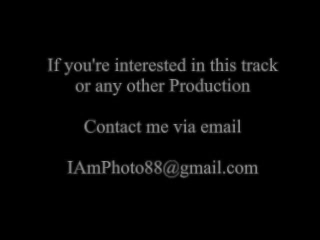 If you're interested in this track
or any other Production
Contact me via email
IAmPhoto88@gmail.com